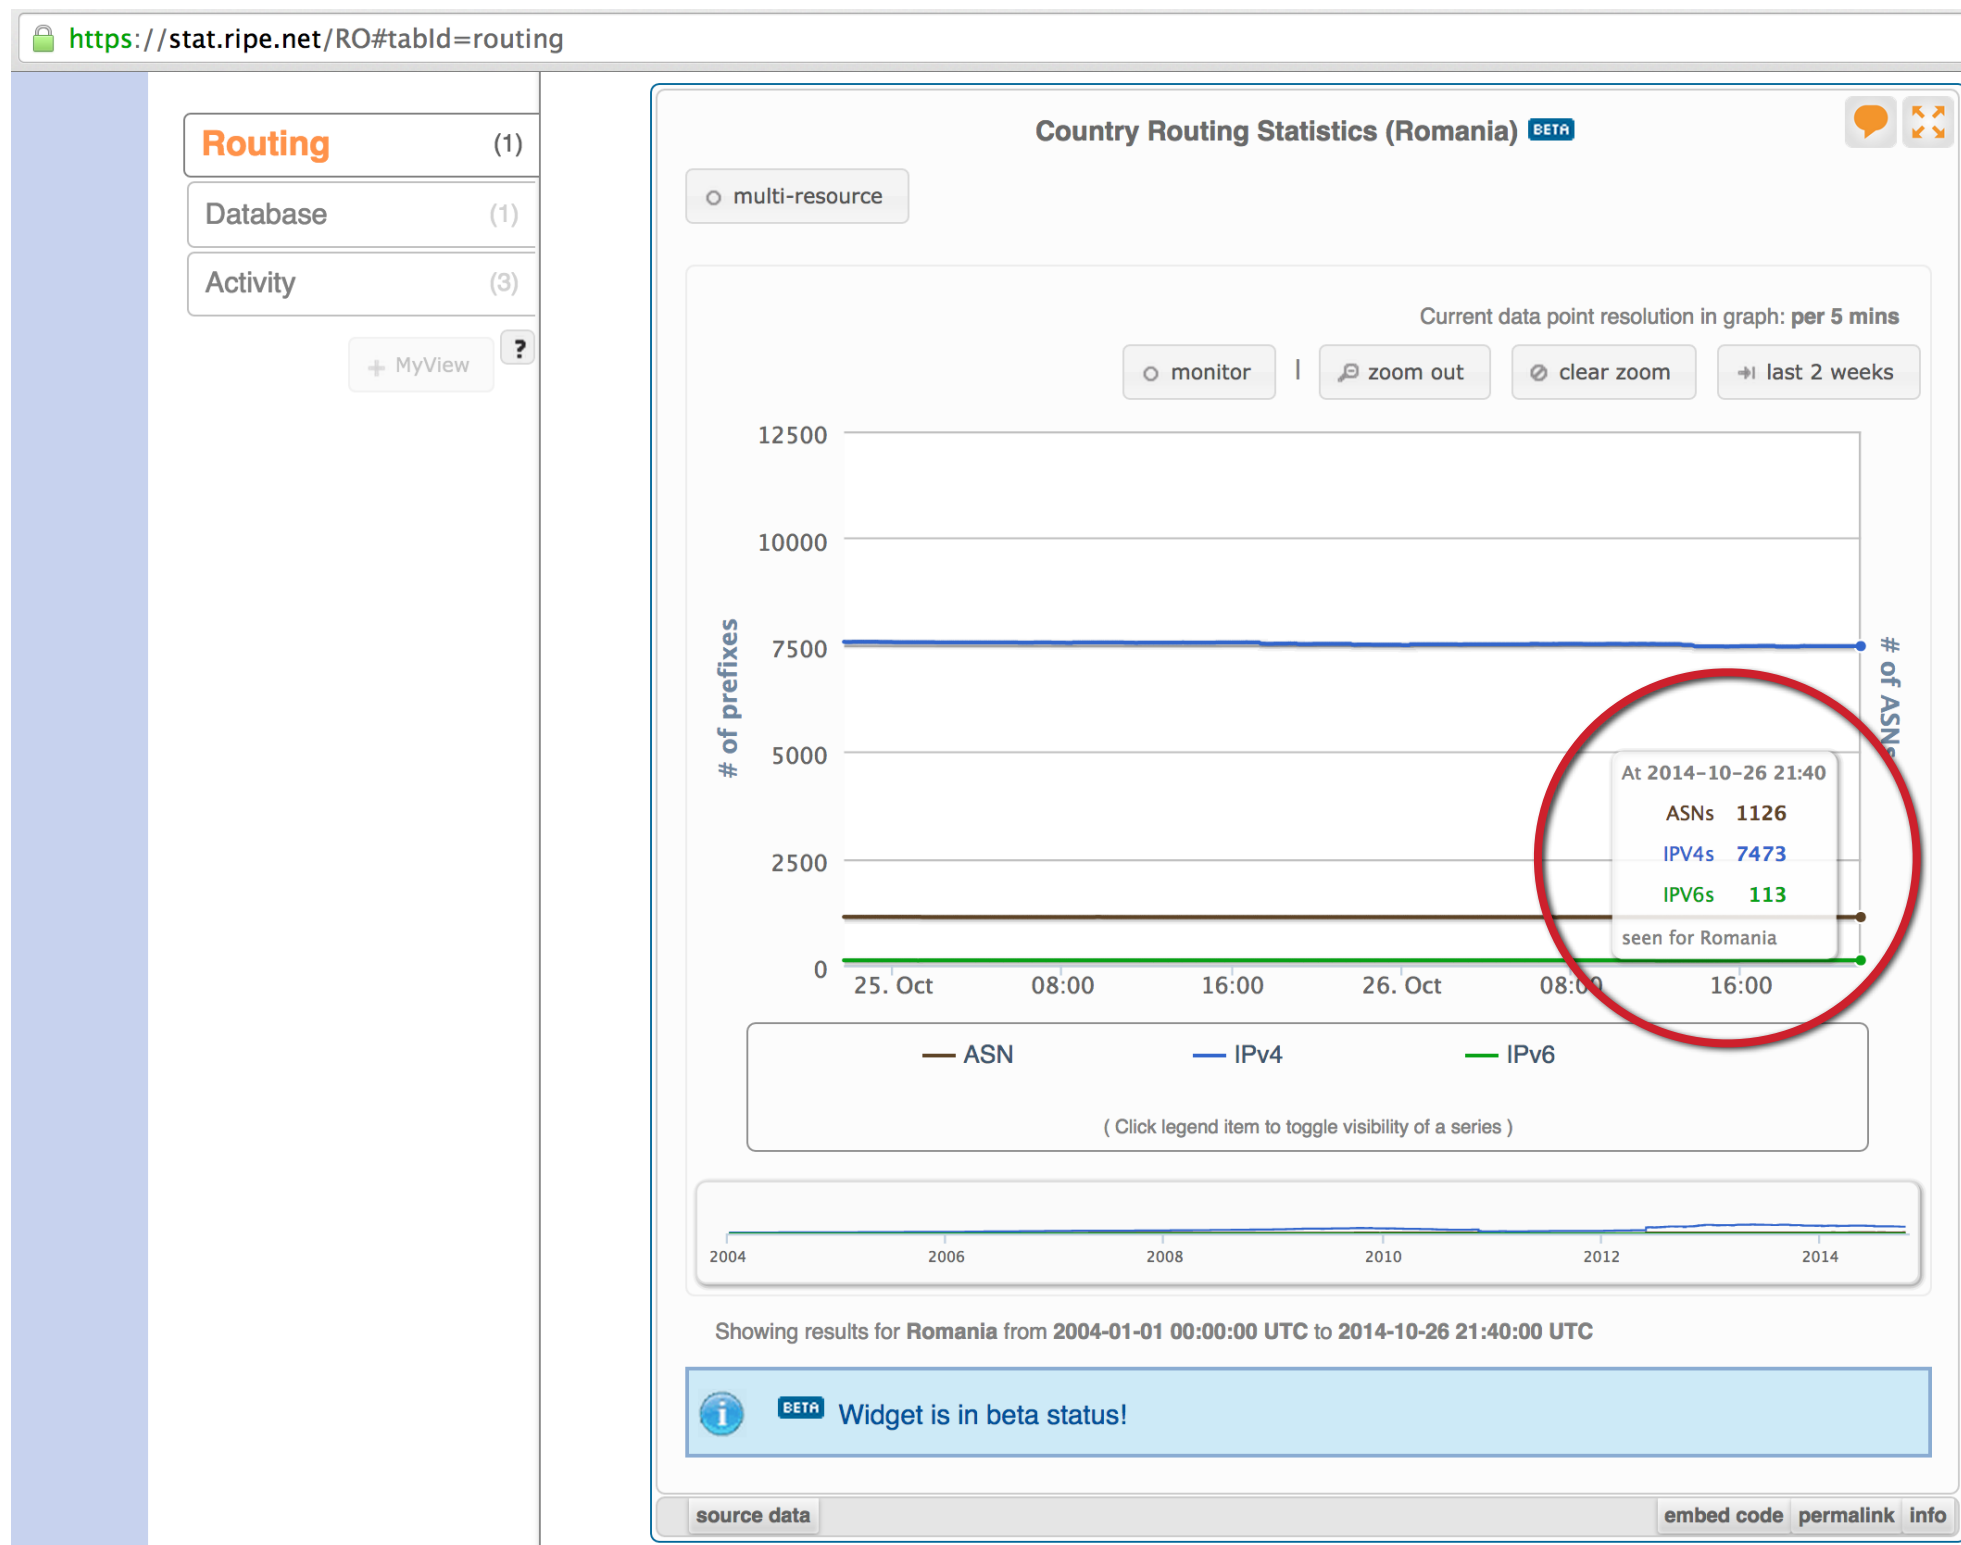 https://stat.ripe.net/RO#tabId=routing
Routing (1)
Database (1)
Activity (3)
+ MyView ?
Country Routing Statistics (Romania) BETA
multi-resource
Current data point resolution in graph: per 5 mins
monitor | zoom out clear zoom last 2 weeks
12500
10000
7500
5000
2500
0
# of prefixes
# of ASNs
At 2014-10-26 21:40
ASNs 1126
IPV4s 7473
IPV6s 113
seen for Romania
25. Oct 08:00 16:00 26. Oct 08:00 16:00
ASN IPv4 IPv6
( Click legend item to toggle visibility of a series )
2004 2006 2008 2010 2012 2014
Showing results for Romania from 2004-01-01 00:00:00 UTC to 2014-10-26 21:40:00 UTC
i BETA Widget is in beta status!
source data embed code permalink info